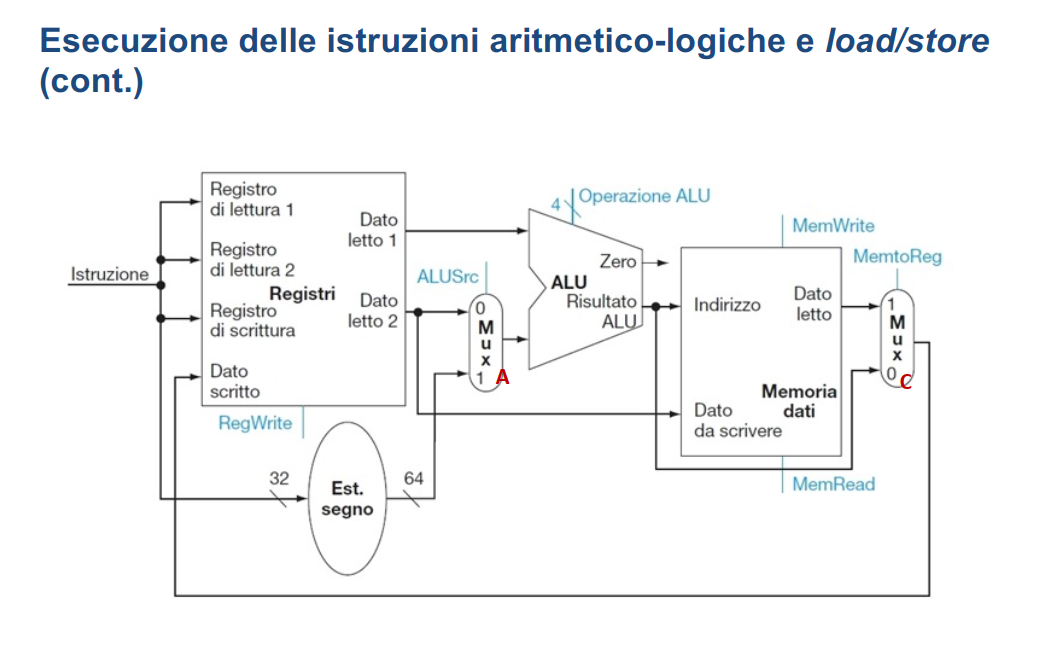 Esecuzione delle istruzioni aritmetico-logiche e load/store
(cont.)
Istruzione
Registro
di lettura 1
Registro
di lettura 2
Registri
Registro
di scrittura
Dato
scritto
Dato
letto 1
Dato
letto 2
RegWrite
32
Est.
segno
64
ALUSrc
0
M
u
x
1
A
4
Operazione ALU
Zero
ALU
Risultato
ALU
MemWrite
Indirizzo
Dato
letto
Memoria
dati
Dato
da scrivere
MemRead
MemtoReg
1
M
u
x
0
C